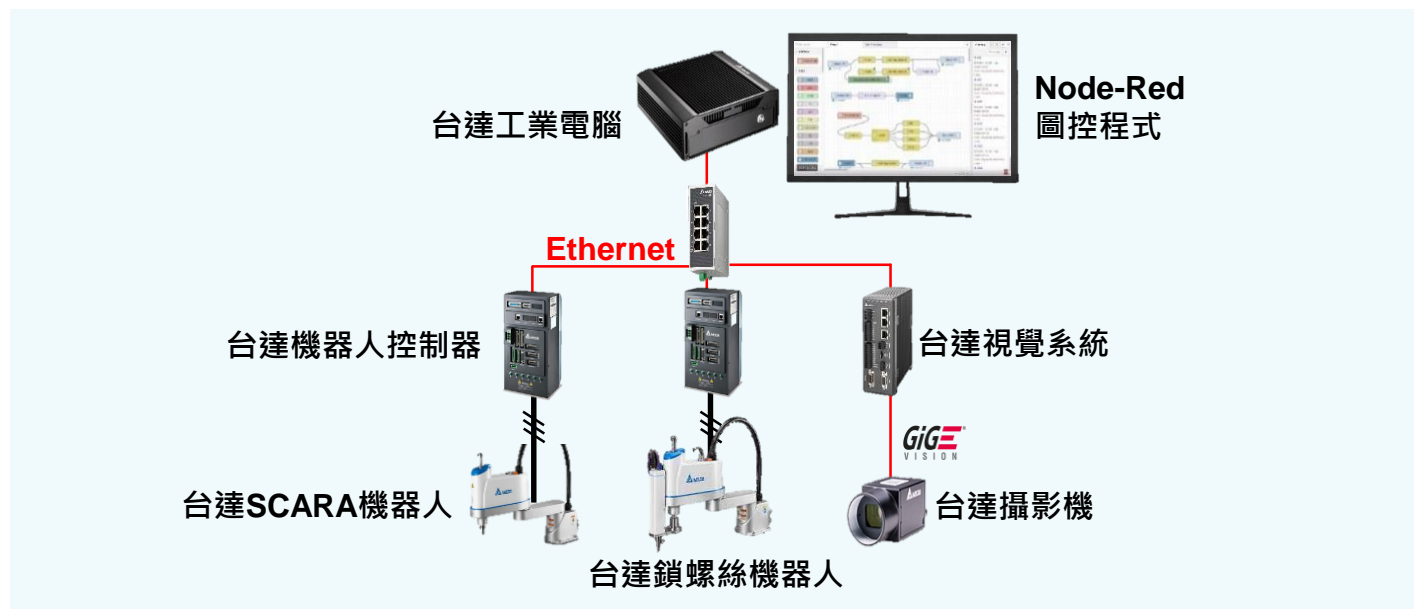 Node-Red
圖控程式
台達工業電腦
Ethernet
台達機器人控制器
台達視覺系統
GiGE
VISION
台達SCARA機器人
台達攝影機
台達鎖螺絲機器人